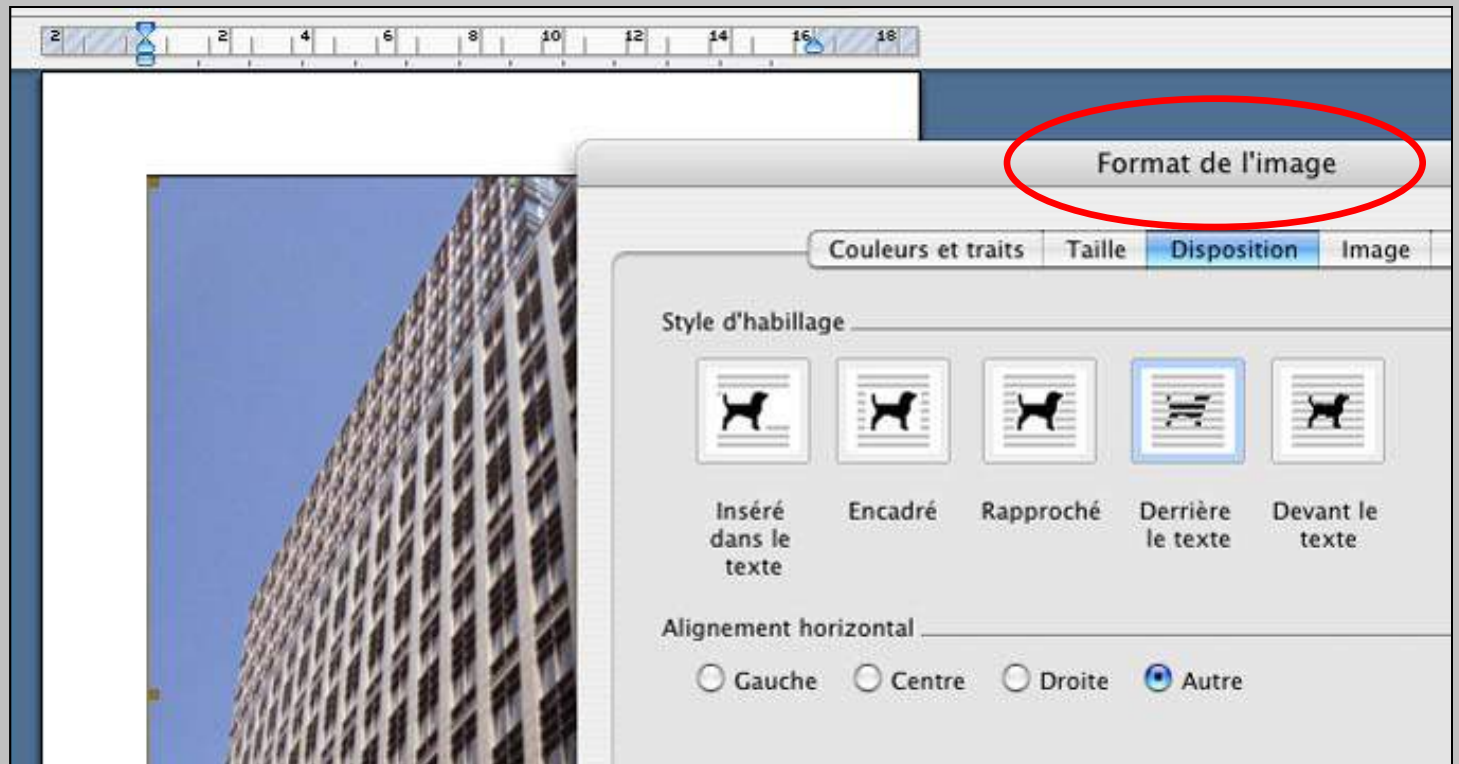 2 2 4 6 8 10 12 14 16 18
Format de l'image
Couleurs et traits Taille Disposition Image
Style d'habillage
Inséré dans le texte
Encadré
Rapproché
Derrière le texte
Devant le texte
Alignement horizontal
Gauche Centre Droite Autre